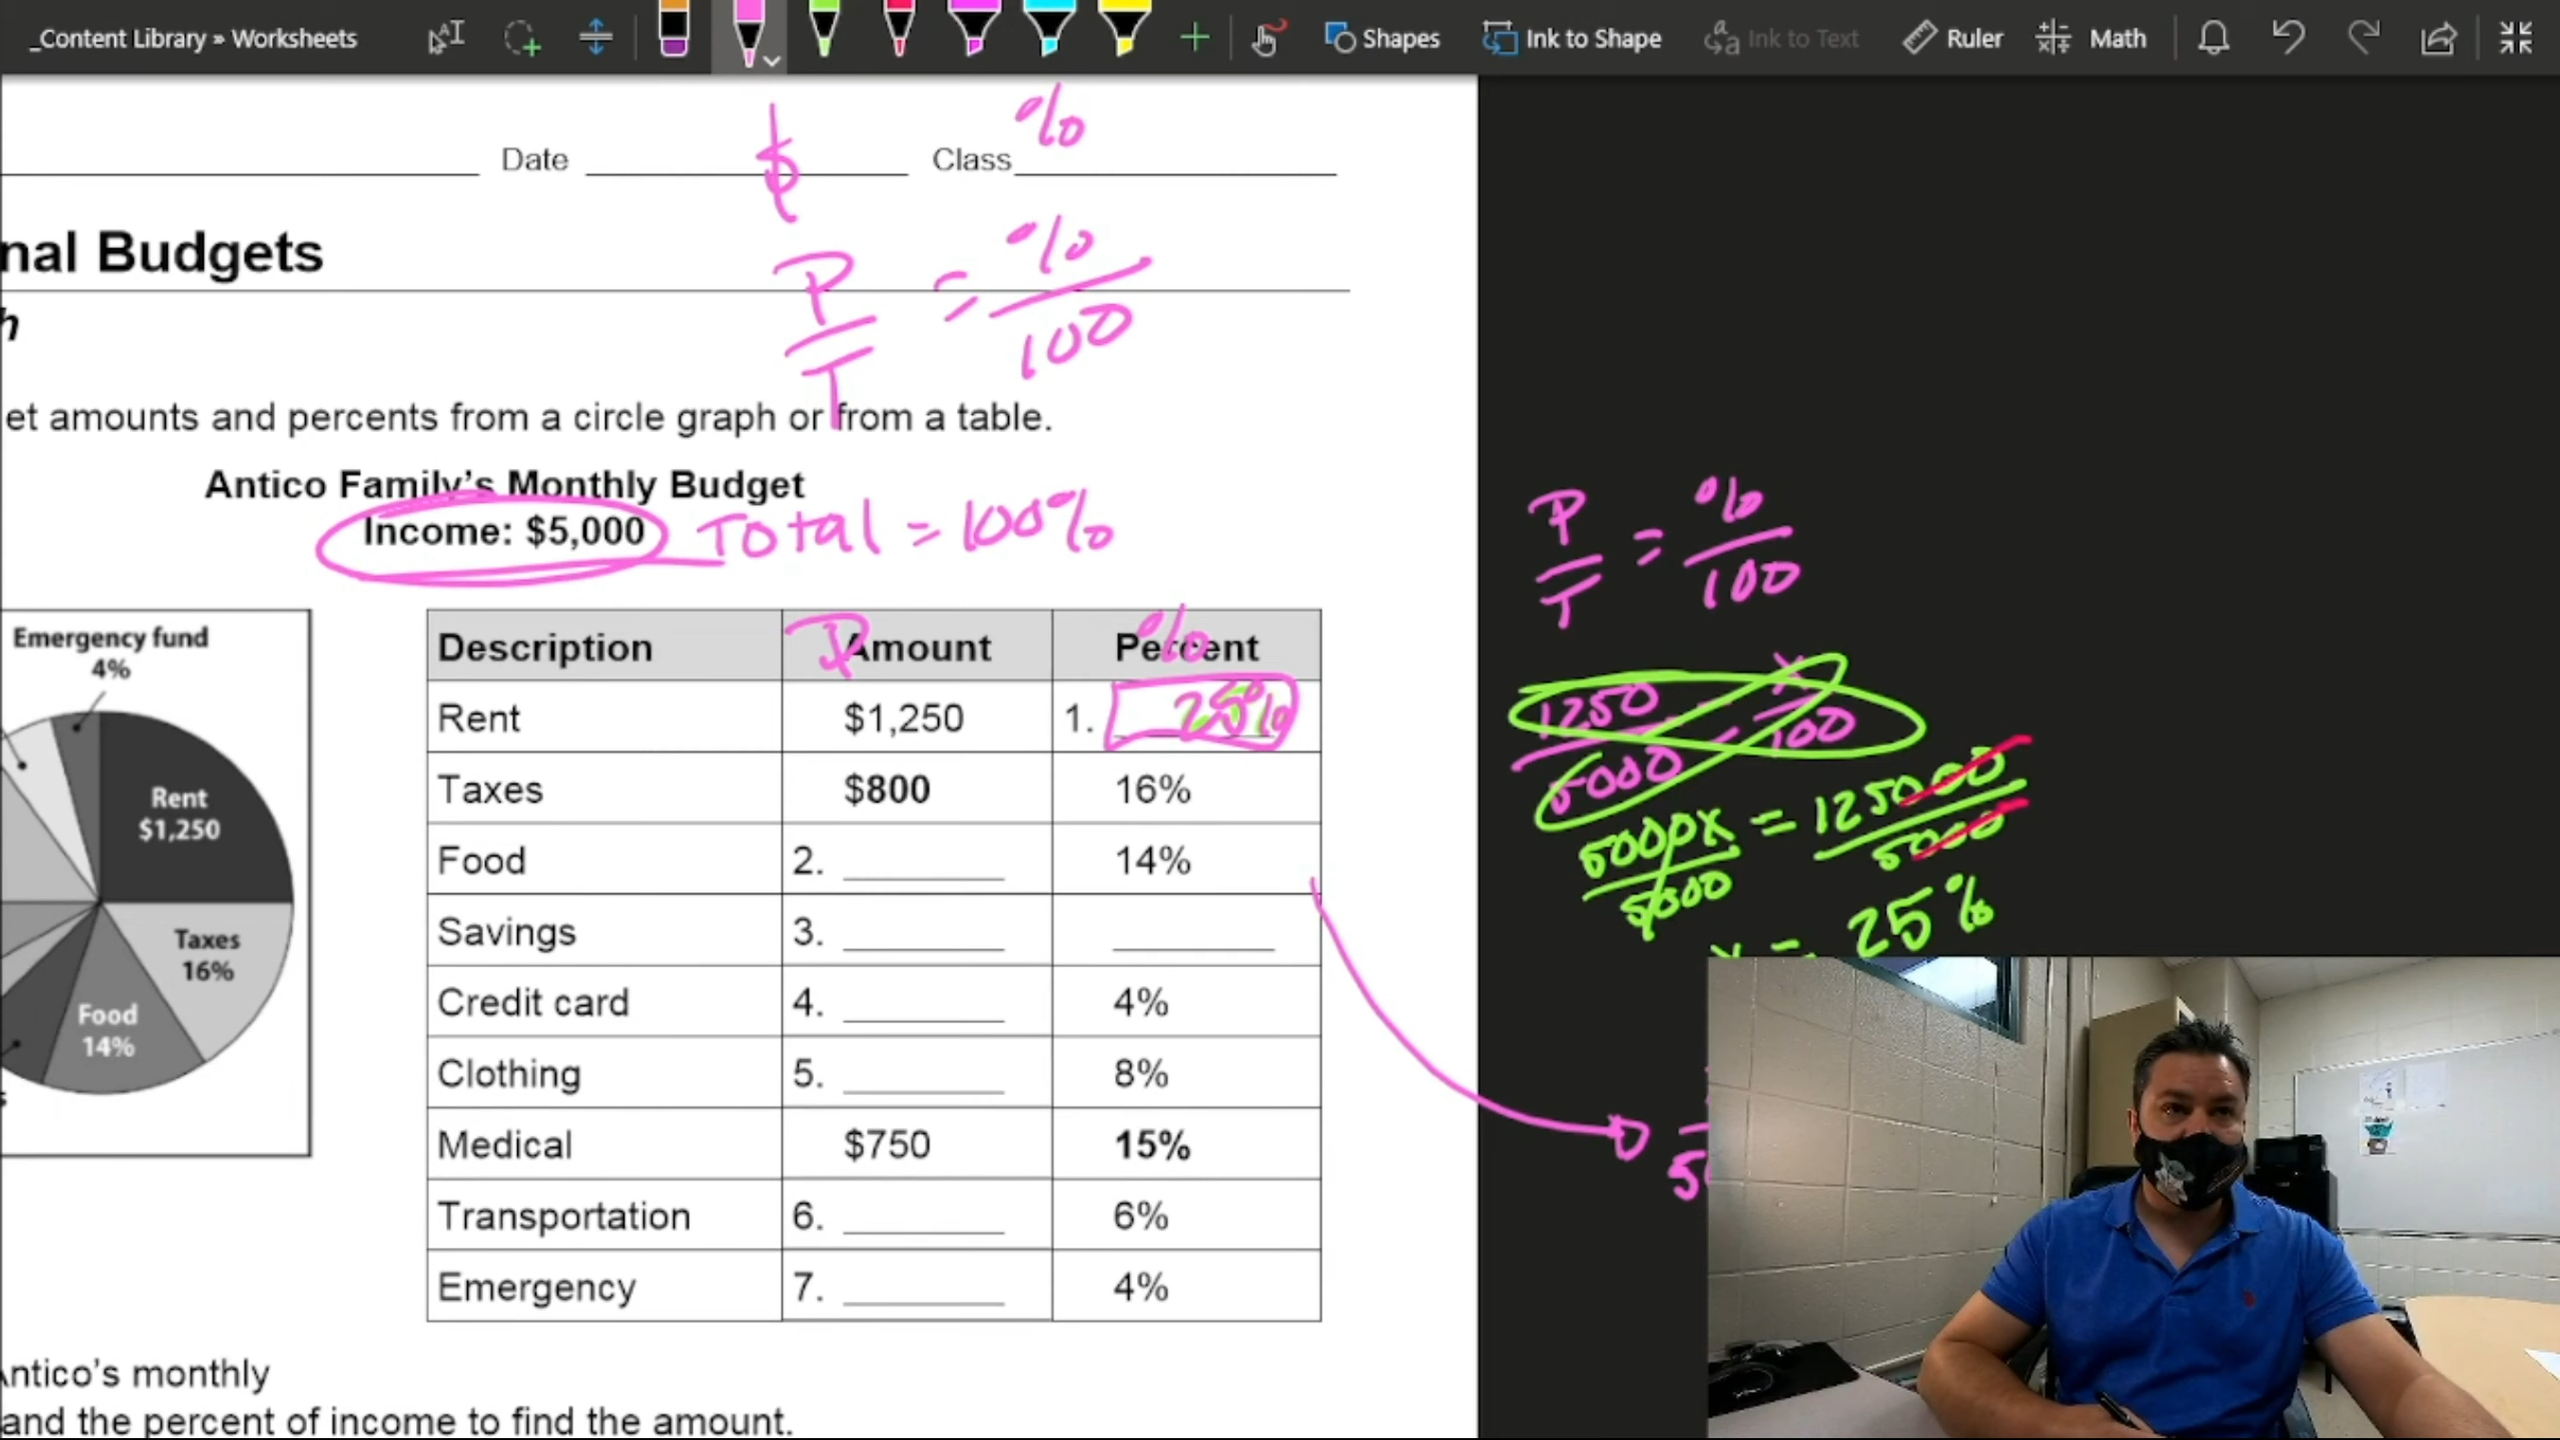 _Content Library » Worksheets
Shapes
Ink to Shape
Ink to Text
Ruler
Math
$ %
Date Class
nal Budgets
P/T = %/100
h
et amounts and percents from a circle graph or from a table.
Antico Family's Monthly Budget
Income: $5,000 Total = 100%
P/T = %/100
Emergency fund
4%
Rent
$1,250
Taxes
16%
Food
14%
s
Description P Amount % Percent
Rent $1,250 1. 25%
Taxes $800 16%
Food 2. 14%
Savings 3.
Credit card 4. 4%
Clothing 5. 8%
Medical $750 15%
Transportation 6. 6%
Emergency 7. 4%
1250/5000 = x/100
5000x/5000 = 125000/5000
x = 25%
Antico's monthly
and the percent of income to find the amount.